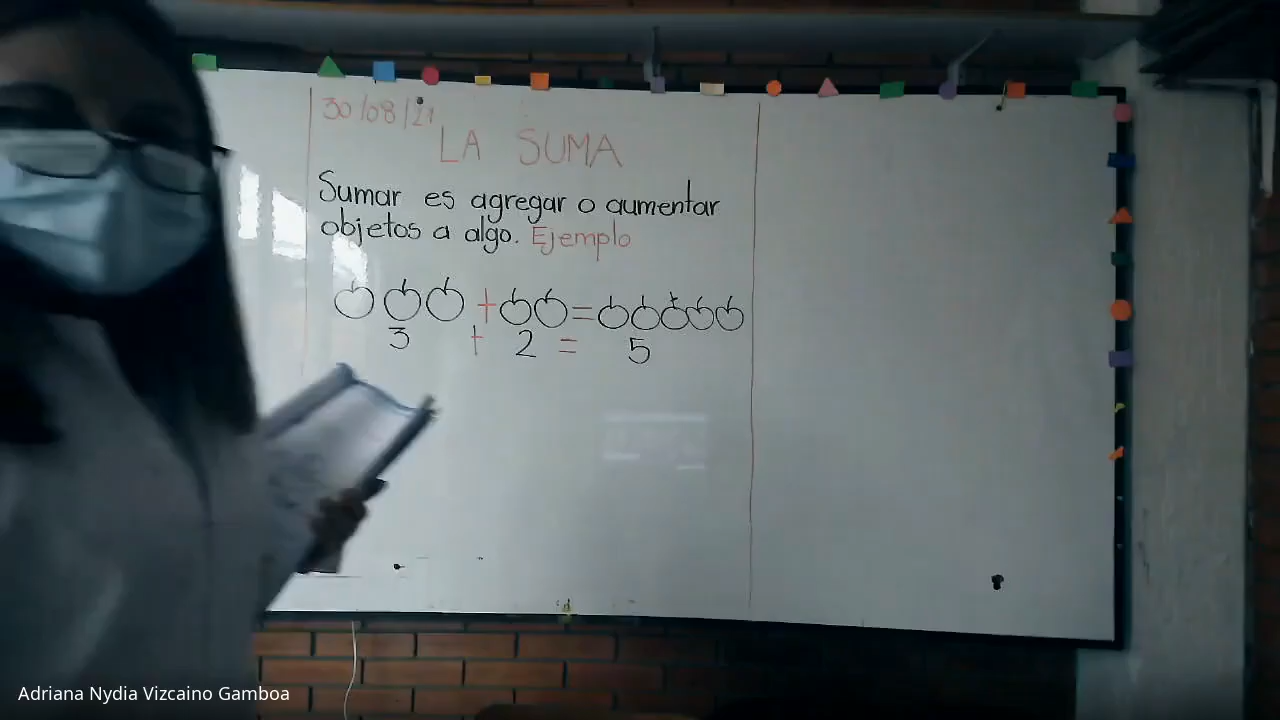 30/08/21
LA SUMA
Sumar es agregar o aumentar
objetos a algo. Ejemplo
+ =
3 + 2 = 5
Adriana Nydia Vizcaino Gamboa